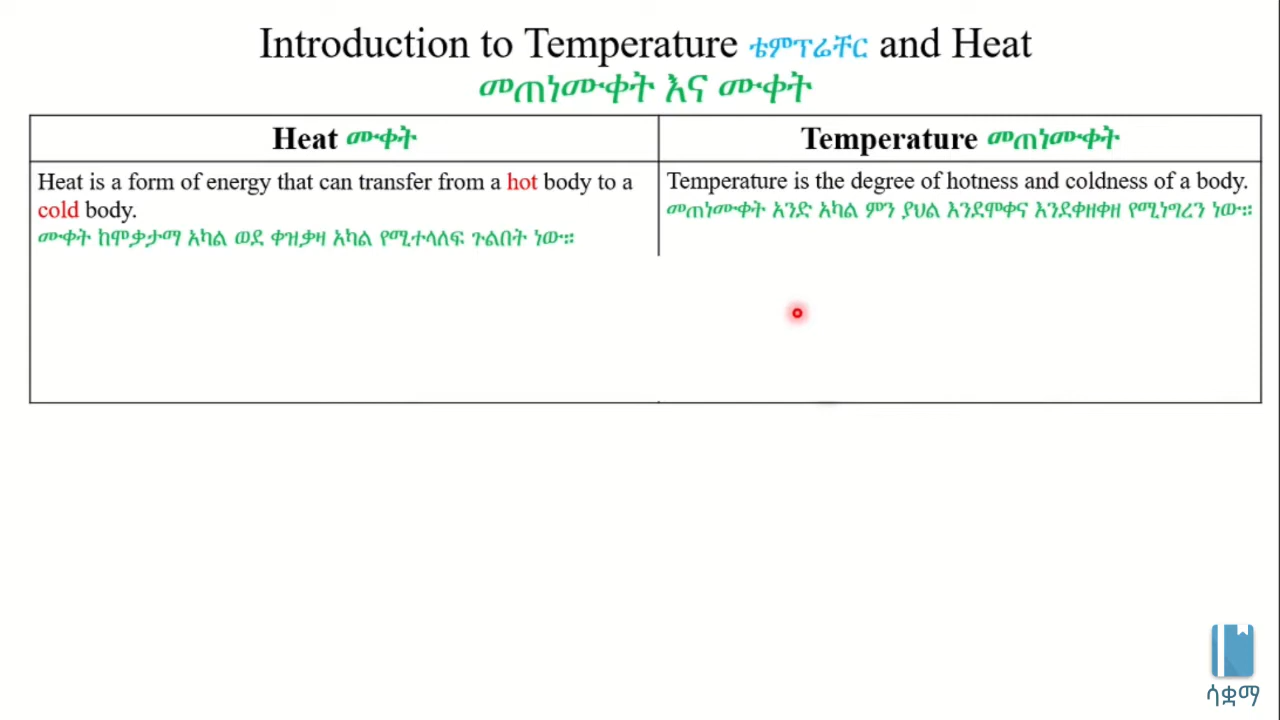 Introduction to Temperature ቴምፕሬቸር and Heat
መጠነሙቀት እና ሙቀት
Heat ሙቀት
Temperature መጠነሙቀት
Heat is a form of energy that can transfer from a hot body to a
cold body.
ሙቀት ከሞቃታማ አካል ወደ ቀዝቃዛ አካል የሚተላለፍ ጉልበት ነው።
Temperature is the degree of hotness and coldness of a body.
መጠነሙቀት አንድ አካል ምን ያህል እንደሞቀና እንደቀዘቀዘ የሚነግረን ነው።
ሳቋማ